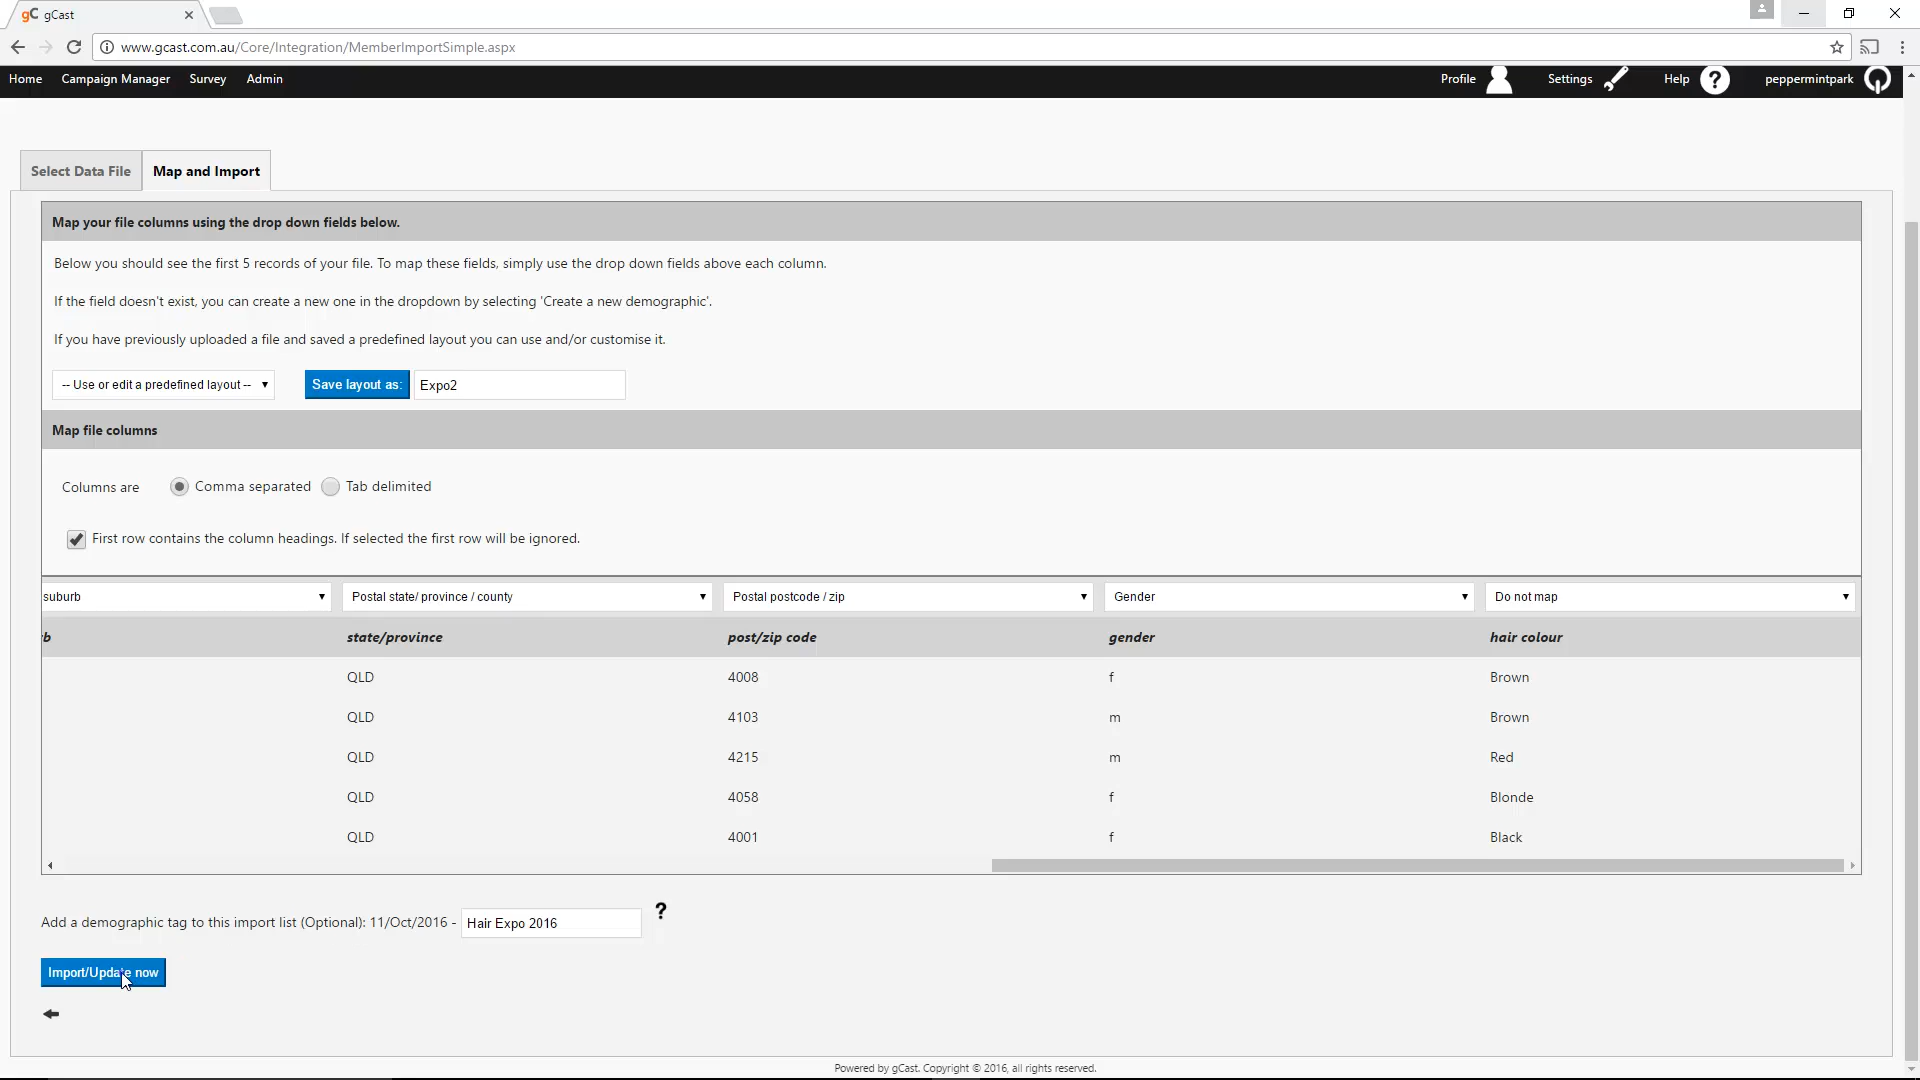 gC gCast
www.gcast.com.au/Core/Integration/MemberImportSimple.aspx
Home Campaign Manager Survey Admin Profile Settings Help ? peppermintpark
Select Data File Map and Import
Map your file columns using the drop down fields below.
Below you should see the first 5 records of your file. To map these fields, simply use the drop down fields above each column.
If the field doesn't exist, you can create a new one in the dropdown by selecting 'Create a new demographic'.
If you have previously uploaded a file and saved a predefined layout you can use and/or customise it.
-- Use or edit a predefined layout -- Save layout as: Expo2
Map file columns
Columns are Comma separated Tab delimited
First row contains the column headings. If selected the first row will be ignored.
suburb Postal state/ province / county Postal postcode / zip Gender Do not map
b state/province post/zip code gender hair colour
QLD 4008 f Brown
QLD 4103 m Brown
QLD 4215 m Red
QLD 4058 f Blonde
QLD 4001 f Black
Add a demographic tag to this import list (Optional): 11/Oct/2016 - Hair Expo 2016 ?
Import/Update now
Powered by gCast. Copyright © 2016, all rights reserved.